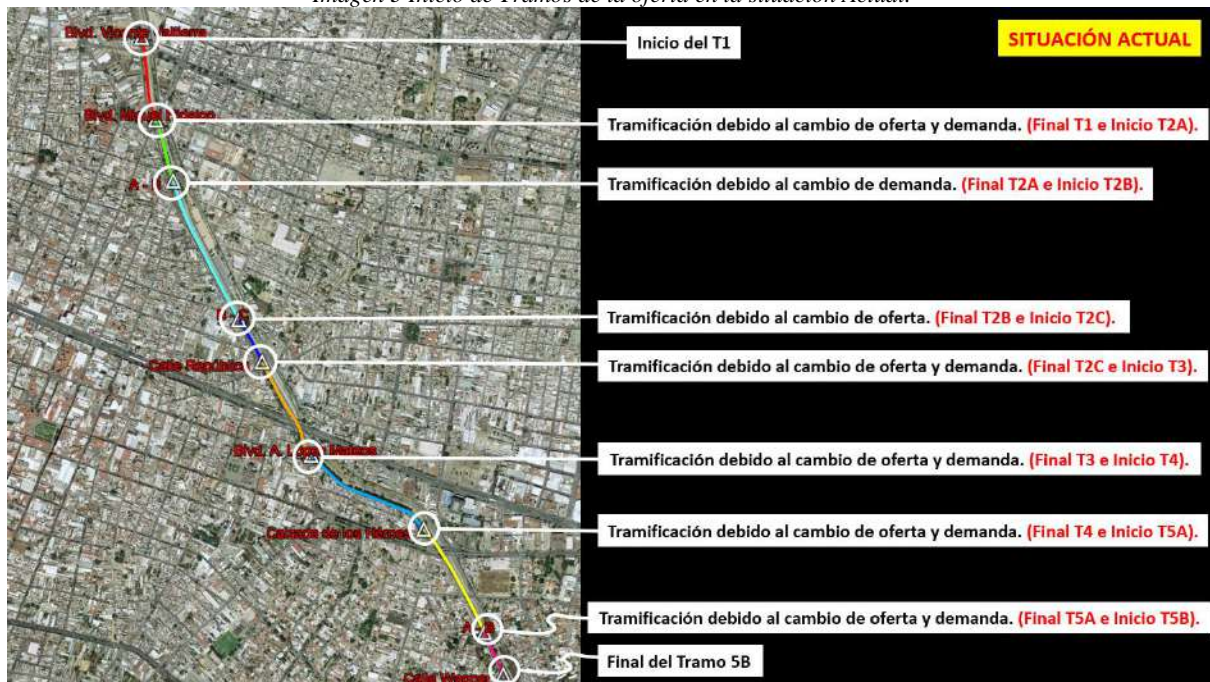 Imagen 3 Inicio de Tramos de la oferta en la situación Actual.
SITUACIÓN ACTUAL
Inicio del T1
Tramificación debido al cambio de oferta y demanda. (Final T1 e Inicio T2A).
Tramificación debido al cambio de demanda. (Final T2A e Inicio T2B).
Tramificación debido al cambio de oferta. (Final T2B e Inicio T2C).
Calle
Tramificación debido al cambio de oferta y demanda. (Final T2C e Inicio T3).
Blvd. A. Mateos
Tramificación debido al cambio de oferta y demanda. (Final T3 e Inicio T4).
Calzada de los
Tramificación debido al cambio de oferta y demanda. (Final T4 e Inicio T5A).
Tramificación debido al cambio de oferta y demanda. (Final T5A e Inicio T5B).
Final del Tramo 5B
Calle